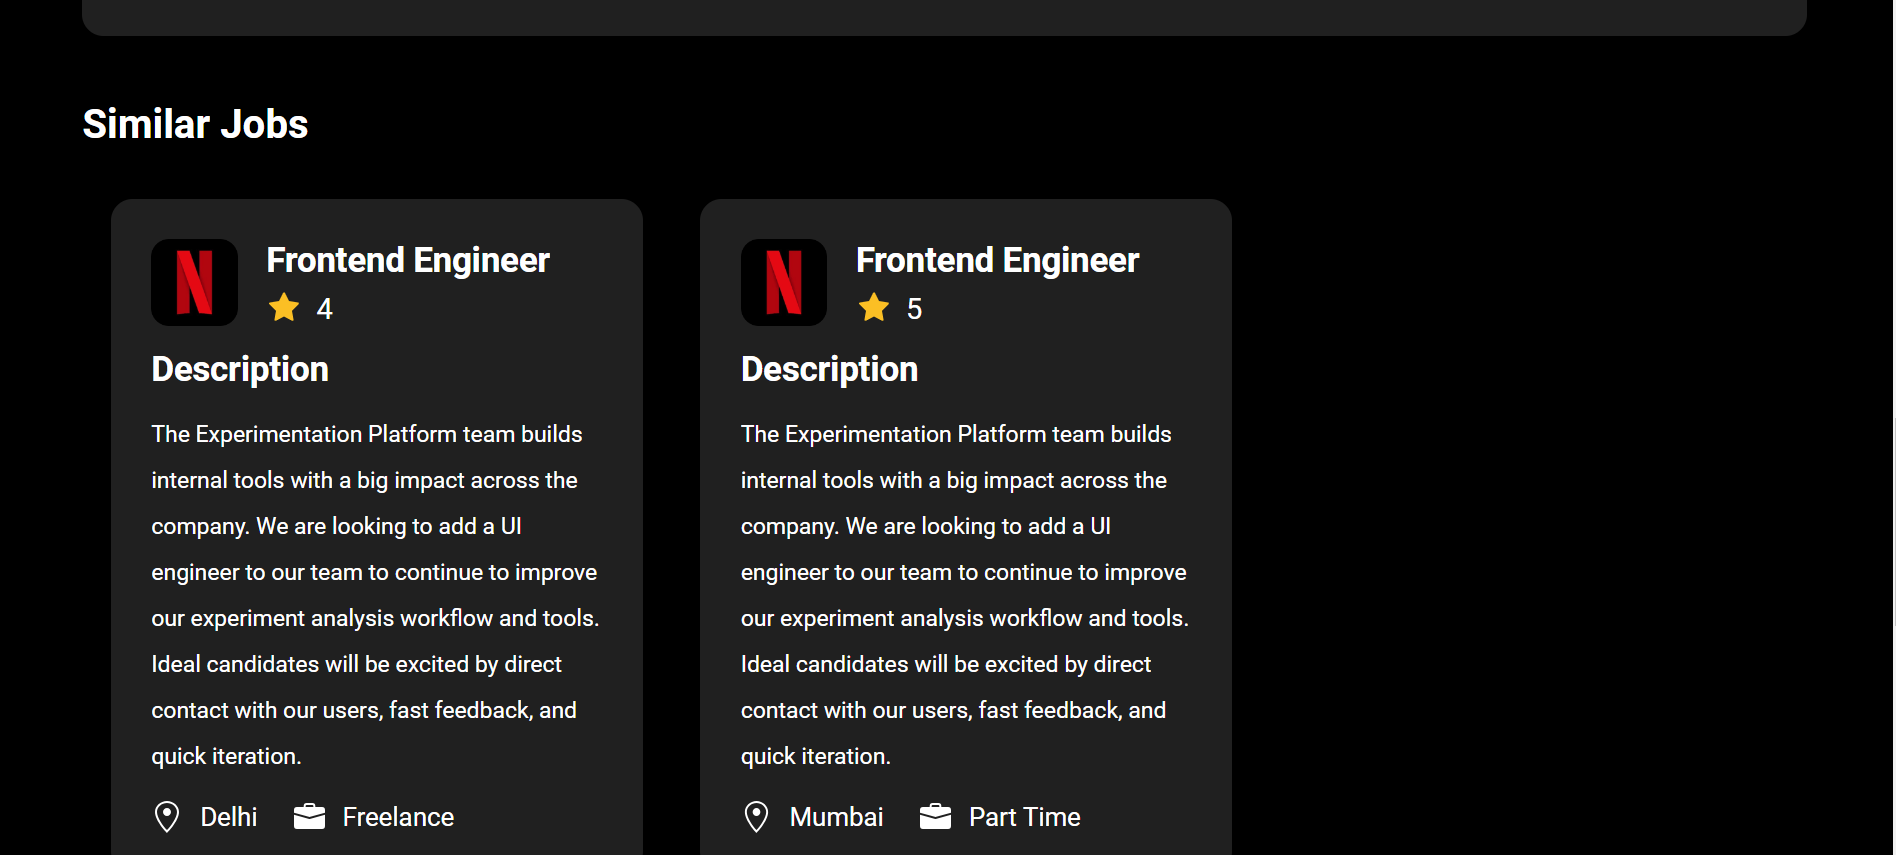 Similar Jobs
Frontend Engineer
4
Description
The Experimentation Platform team builds
internal tools with a big impact across the
company. We are looking to add a UI
engineer to our team to continue to improve
our experiment analysis workflow and tools.
Ideal candidates will be excited by direct
contact with our users, fast feedback, and
quick iteration.
Delhi Freelance
Frontend Engineer
5
Description
The Experimentation Platform team builds
internal tools with a big impact across the
company. We are looking to add a UI
engineer to our team to continue to improve
our experiment analysis workflow and tools.
Ideal candidates will be excited by direct
contact with our users, fast feedback, and
quick iteration.
Mumbai Part Time